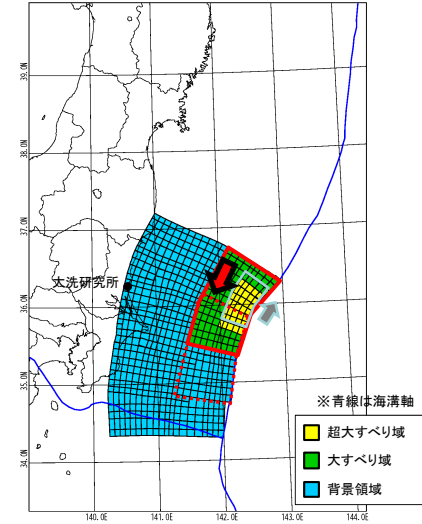 39.0N
38.0N
37.0N
大洗研究所
36.0N
35.0N
34.0N
※青線は海溝軸
超大すべり域
大すべり域
背景領域
140.0E
141.0E
142.0E
143.0E
144.0E